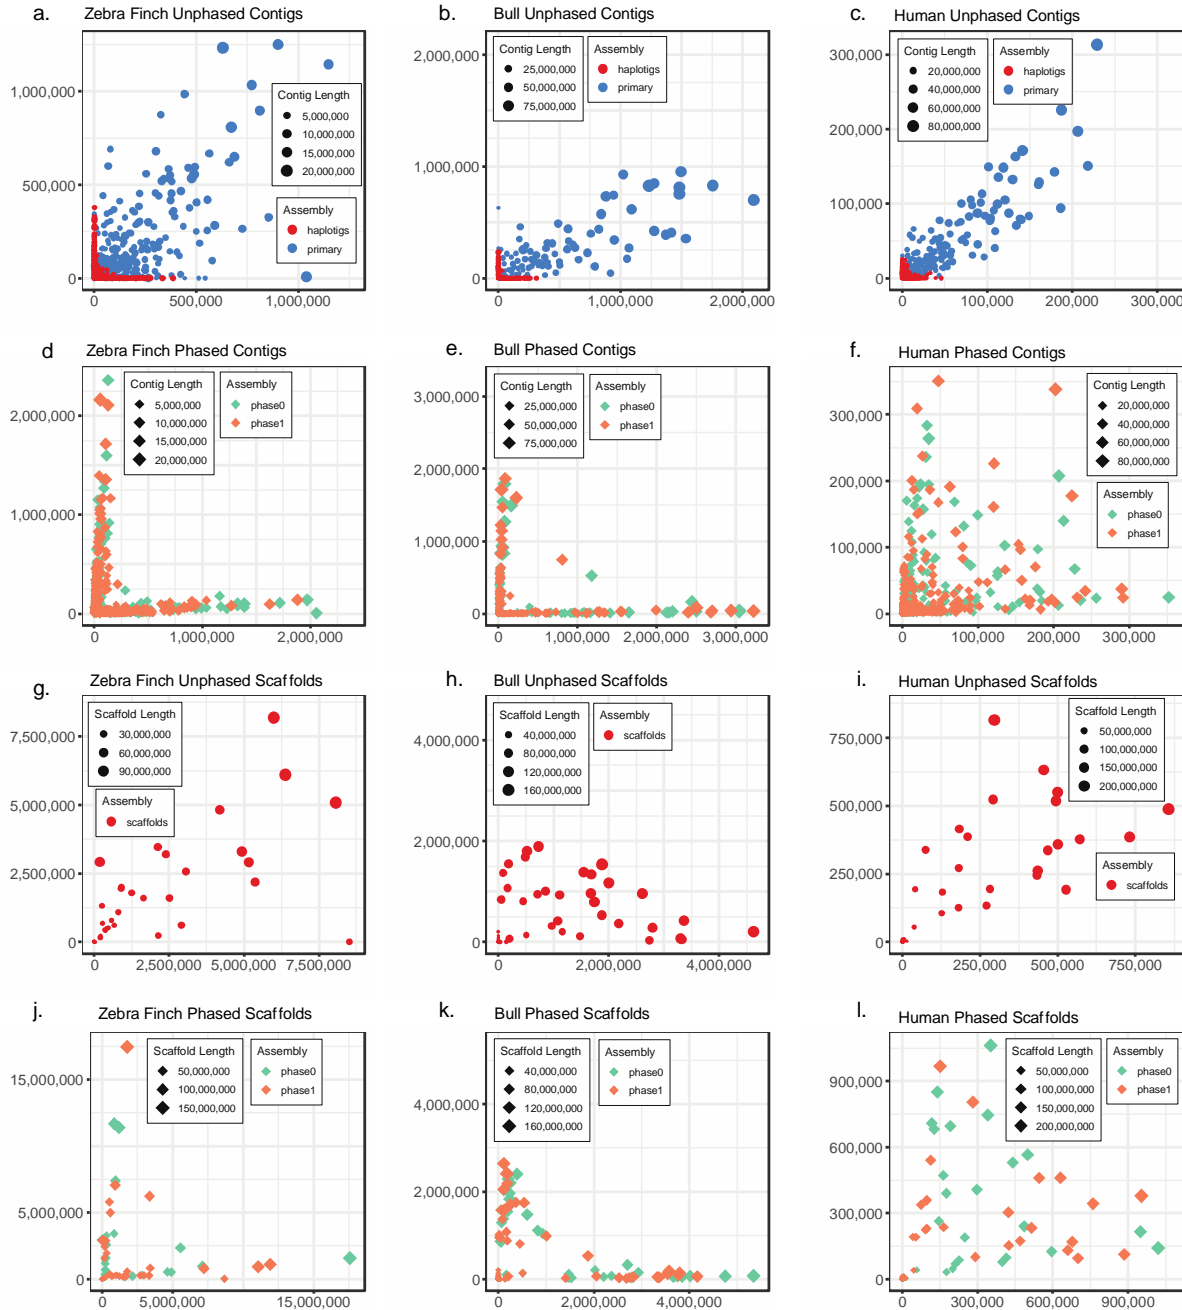 a. Zebra Finch Unphased Contigs
1,000,000
500,000
0
0 500,000 1,000,000
Contig Length
5,000,000
10,000,000
15,000,000
20,000,000
Assembly
haplotigs
primary
b. Bull Unphased Contigs
2,000,000
1,000,000
0
0 1,000,000 2,000,000
Contig Length
25,000,000
50,000,000
75,000,000
Assembly
haplotigs
primary
c. Human Unphased Contigs
300,000
200,000
100,000
0
0 100,000 200,000 300,000
Contig Length
20,000,000
40,000,000
60,000,000
80,000,000
Assembly
haplotigs
primary
d Zebra Finch Phased Contigs
2,000,000
1,000,000
0
0 1,000,000 2,000,000
Contig Length
5,000,000
10,000,000
15,000,000
20,000,000
Assembly
phase0
phase1
e. Bull Phased Contigs
3,000,000
2,000,000
1,000,000
0
0 1,000,000 2,000,000 3,000,000
Contig Length
25,000,000
50,000,000
75,000,000
Assembly
phase0
phase1
f. Human Phased Contigs
300,000
200,000
100,000
0
0 100,000 200,000 300,000
Contig Length
20,000,000
40,000,000
60,000,000
80,000,000
Assembly
phase0
phase1
g. Zebra Finch Unphased Scaffolds
7,500,000
5,000,000
2,500,000
0
0 2,500,000 5,000,000 7,500,000
Scaffold Length
30,000,000
60,000,000
90,000,000
Assembly
scaffolds
h. Bull Unphased Scaffolds
4,000,000
2,000,000
0
0 2,000,000 4,000,000
Scaffold Length
40,000,000
80,000,000
120,000,000
160,000,000
Assembly
scaffolds
i. Human Unphased Scaffolds
750,000
500,000
250,000
0
0 250,000 500,000 750,000
Scaffold Length
50,000,000
100,000,000
150,000,000
200,000,000
Assembly
scaffolds
j. Zebra Finch Phased Scaffolds
15,000,000
5,000,000
0
0 5,000,000 15,000,000
Scaffold Length
50,000,000
100,000,000
150,000,000
Assembly
phase0
phase1
k. Bull Phased Scaffolds
4,000,000
2,000,000
0
0 2,000,000 4,000,000
Scaffold Length
40,000,000
80,000,000
120,000,000
160,000,000
Assembly
phase0
phase1
l. Human Phased Scaffolds
900,000
600,000
300,000
0
0 300,000 600,000 900,000
Scaffold Length
50,000,000
100,000,000
150,000,000
200,000,000
Assembly
phase0
phase1